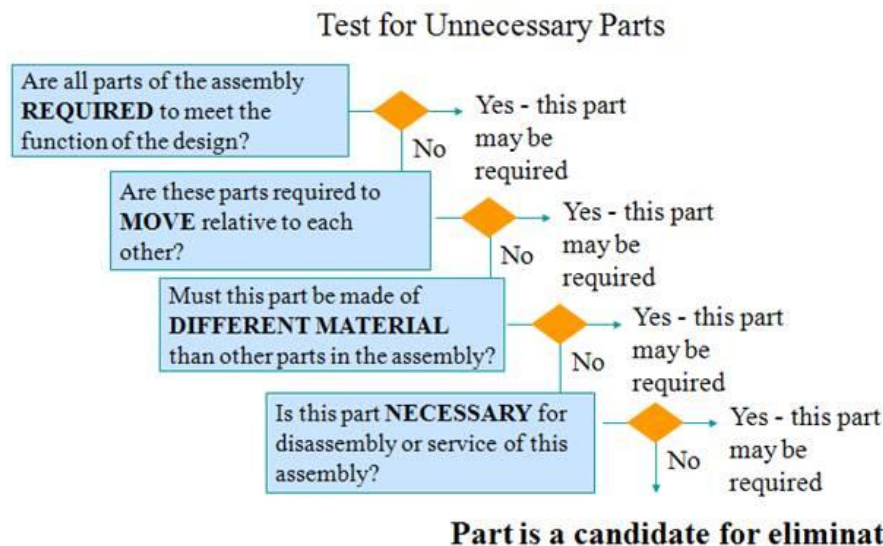 Test for Unnecessary Parts
Are all parts of the assembly
REQUIRED to meet the
function of the design?
Yes - this part
may be
required
No
Are these parts required to
MOVE relative to each
other?
Yes - this part
may be
required
No
Must this part be made of
DIFFERENT MATERIAL
than other parts in the assembly?
Yes - this part
may be
required
No
Is this part NECESSARY for
disassembly or service of this
assembly?
Yes - this part
may be
required
No
Part is a candidate for eliminat